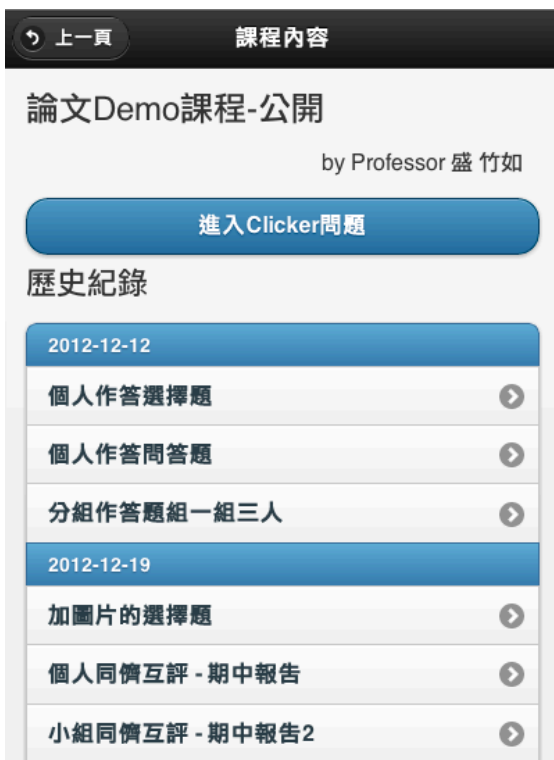 上一頁
課程內容
論文Demo課程-公開
by Professor 盛 竹如
進入Clicker問題
歷史紀錄
2012-12-12
個人作答選擇題
個人作答問答題
分組作答題組一組三人
2012-12-19
加圖片的選擇題
個人同儕互評 - 期中報告
小組同儕互評 - 期中報告2